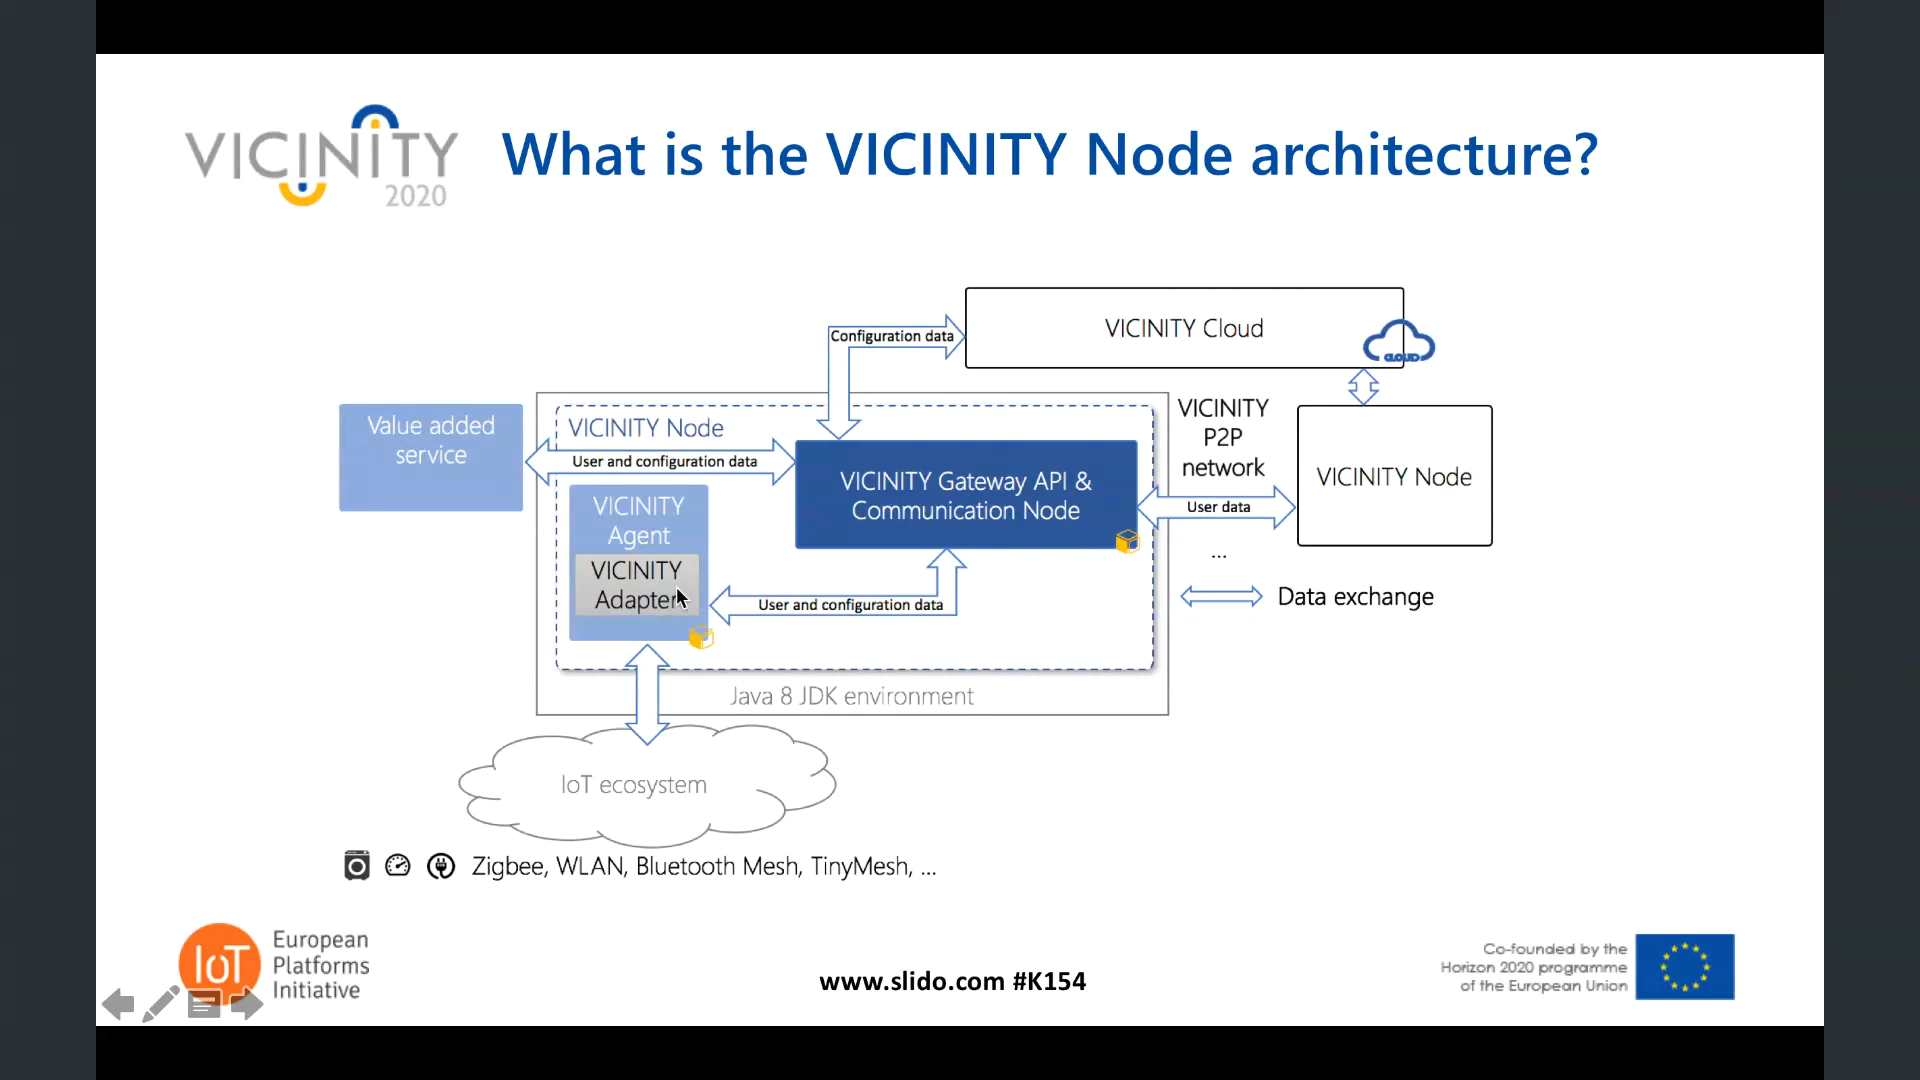 VICINITY
2020
What is the VICINITY Node architecture?
VICINITY Cloud
CLOUD
Configuration data
Value added
service
VICINITY Node
User and configuration data
VICINITY Gateway API &
Communication Node
VICINITY
P2P
network
User data
...
VICINITY Node
VICINITY
Agent
VICINITY
Adapter
User and configuration data
Data exchange
Java 8 JDK environment
IoT ecosystem
Zigbee, WLAN, Bluetooth Mesh, TinyMesh, ...
IoT
European
Platforms
Initiative
www.slido.com #K154
Co-founded by the
Horizon 2020 programme
of the European Union